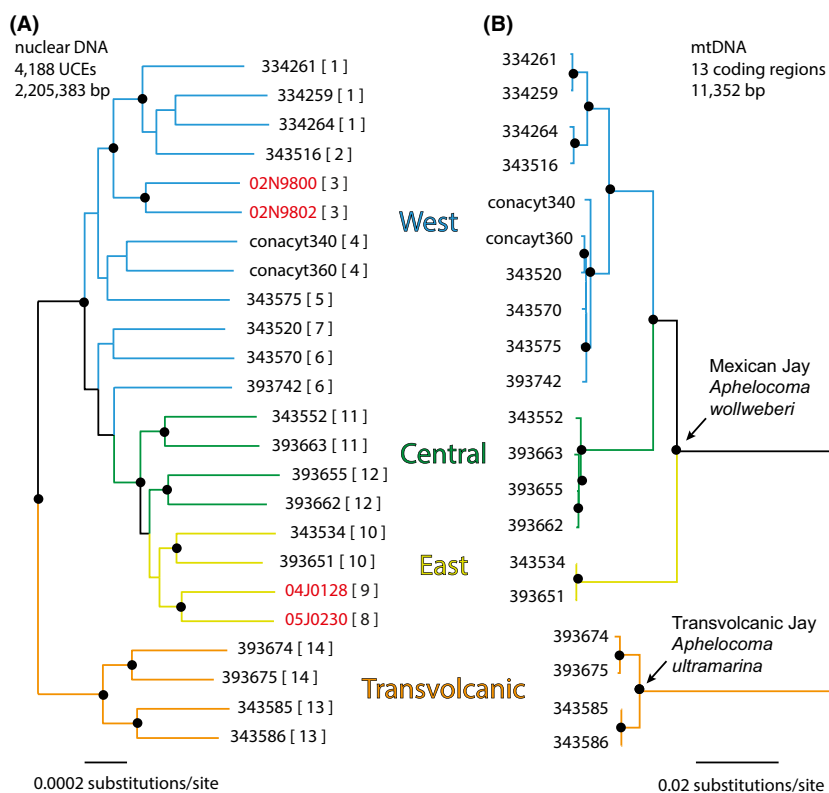 (A)
nuclear DNA
4,188 UCEs
2,205,383 bp
334261 [ 1 ]
334259 [ 1 ]
334264 [ 1 ]
343516 [ 2 ]
02N9800 [ 3 ]
02N9802 [ 3 ]
conacyt340 [ 4 ]
conacyt360 [ 4 ]
343575 [ 5 ]
343520 [ 7 ]
343570 [ 6 ]
393742 [ 6 ]
343552 [ 11 ]
393663 [ 11 ]
393655 [ 12 ]
393662 [ 12 ]
343534 [ 10 ]
393651 [ 10 ]
04J0128 [ 9 ]
05J0230 [ 8 ]
393674 [ 14 ]
393675 [ 14 ]
343585 [ 13 ]
343586 [ 13 ]
0.0002 substitutions/site
West
Central
East
Transvolcanic
(B)
mtDNA
13 coding regions
11,352 bp
334261
334259
334264
343516
conacyt340
concayt360
343520
343570
343575
393742
343552
393663
393655
393662
343534
393651
393674
393675
343585
343586
Mexican Jay
Aphelocoma
wollweberi
Transvolcanic Jay
Aphelocoma
ultramarina
0.02 substitutions/site